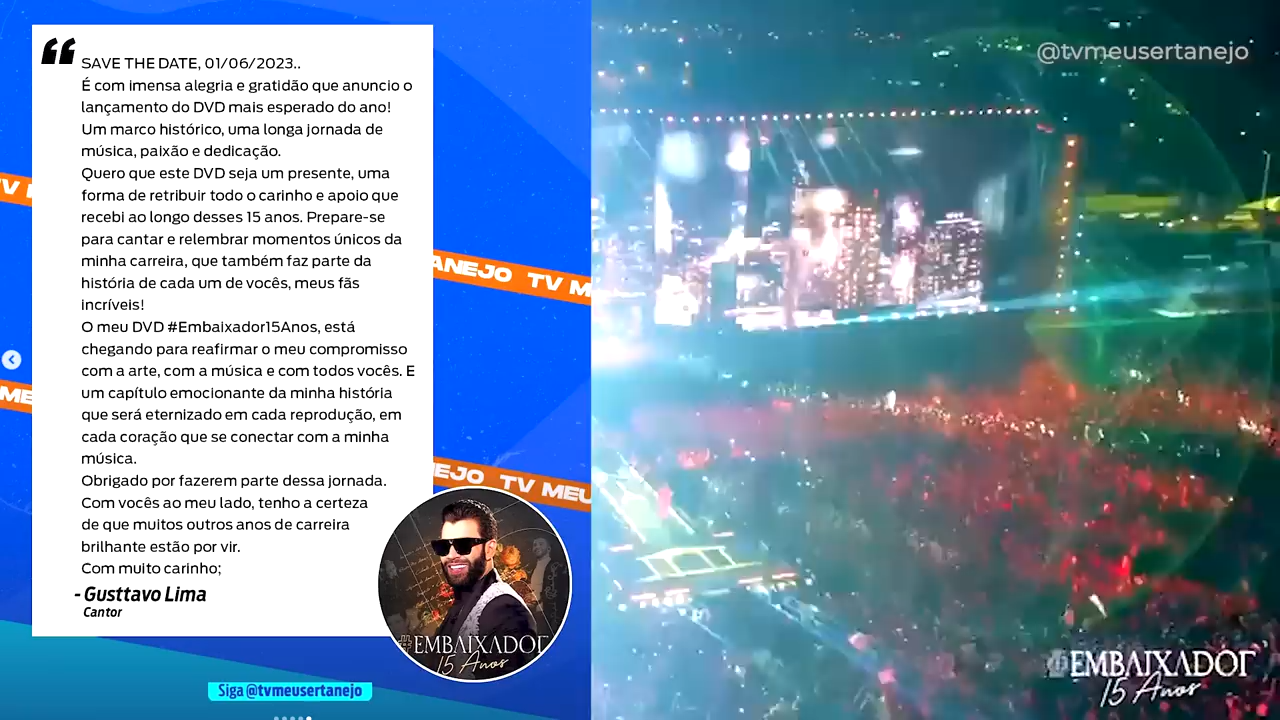 SAVE THE DATE, 01/06/2023..
É com imensa alegria e gratidão que anuncio o
lançamento do DVD mais esperado do ano!
Um marco histórico, uma longa jornada de
música, paixão e dedicação.
Quero que este DVD seja um presente, uma
forma de retribuir todo o carinho e apoio que
recebi ao longo desses 15 anos. Prepare-se
para cantar e relembrar momentos únicos da
minha carreira, que também faz parte da
história de cada um de vocês, meus fãs
incríveis!
O meu DVD #Embaixador15Anos, está
chegando para reafirmar o meu compromisso
com a arte, com a música e com todos vocês. E
um capítulo emocionante da minha história
que será eternizado em cada reprodução, em
cada coração que se conectar com a minha
música.
Obrigado por fazerem parte dessa jornada.
Com vocês ao meu lado, tenho a certeza
de que muitos outros anos de carreira
brilhante estão por vir.
Com muito carinho;
- Gusttavo Lima
Cantor
#EMBAIXADOR
15 Anos
Siga @tvmeusertanejo
TV M
ANEJO TV M
ME
EJO TV MEU
@tvmeusertanejo
#EMBAIXADOR
15 Anos